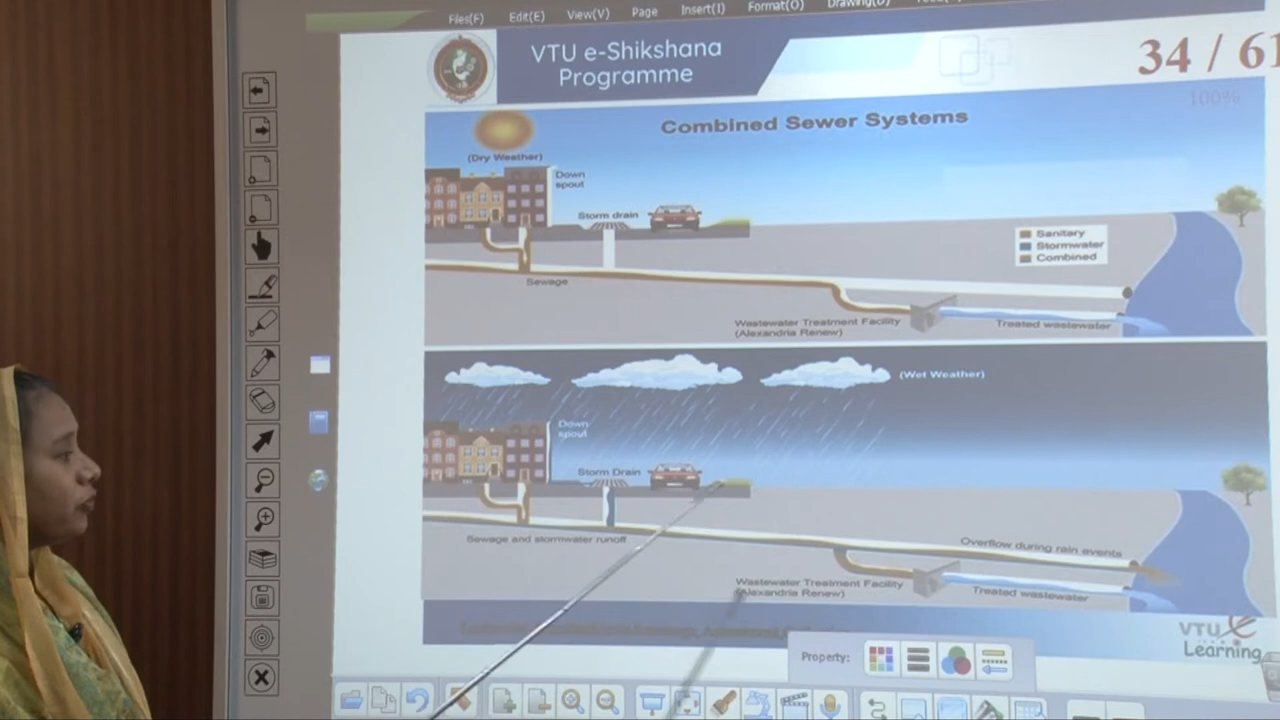 Files(F) Edit(E) View(V) Page Insert(I) Format(O) Drawing(D)
VTU e-Shikshana
Programme
34 / 61
100%
Combined Sewer Systems
(Dry Weather)
Down
spout
Storm drain
Sanitary
Stormwater
Combined
Sewage
Wastewater Treatment Facility
(Alexandria Renew)
Treated wastewater
(Wet Weather)
Down
spout
Storm Drain
Sewage and stormwater runoff
Overflow during rain events
Wastewater Treatment Facility
(Alexandria Renew)
Treated wastewater
VTU e
Learning
Property: